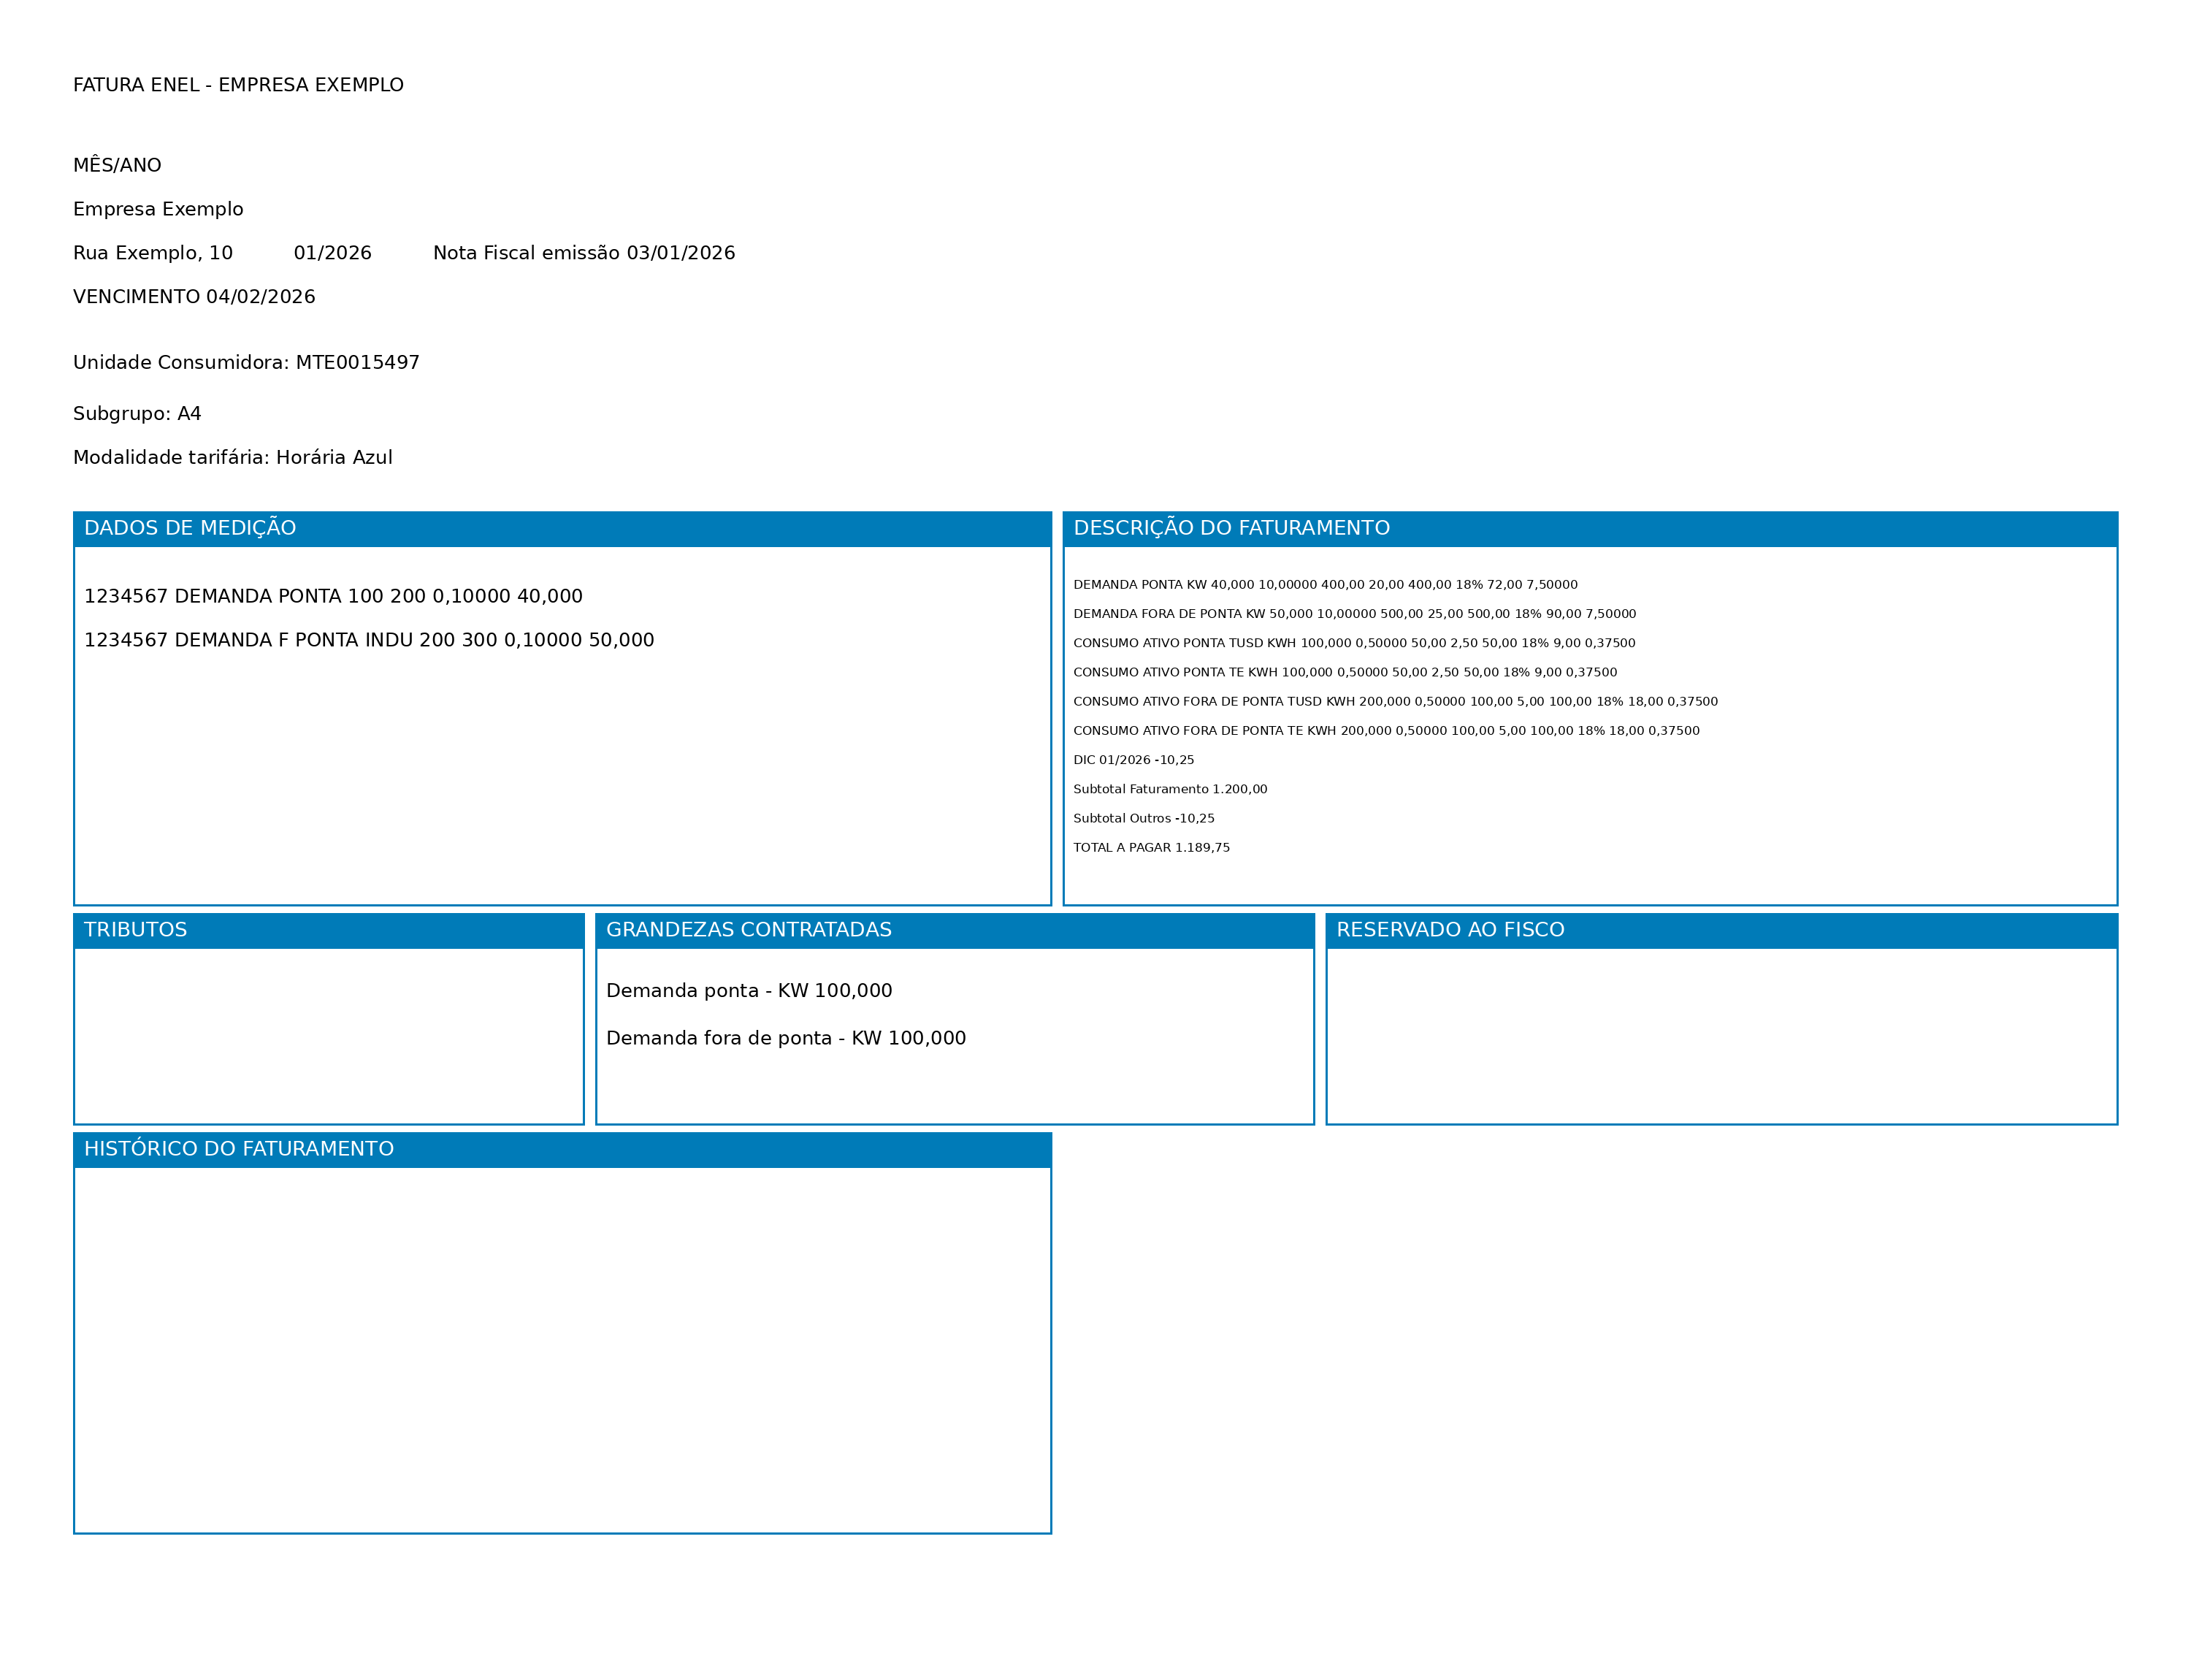 FATURA ENEL - EMPRESA EXEMPLO
MÊS/ANO
Empresa Exemplo
Rua Exemplo, 10 01/2026 Nota Fiscal emissão 03/01/2026
VENCIMENTO 04/02/2026
Unidade Consumidora: MTE0015497
Subgrupo: A4
Modalidade tarifária: Horária Azul
DADOS DE MEDIÇÃO
1234567 DEMANDA PONTA 100 200 0,10000 40,000
1234567 DEMANDA F PONTA INDU 200 300 0,10000 50,000
DESCRIÇÃO DO FATURAMENTO
DEMANDA PONTA KW 40,000 10,00000 400,00 20,00 400,00 18% 72,00 7,50000
DEMANDA FORA DE PONTA KW 50,000 10,00000 500,00 25,00 500,00 18% 90,00 7,50000
CONSUMO ATIVO PONTA TUSD KWH 100,000 0,50000 50,00 2,50 50,00 18% 9,00 0,37500
CONSUMO ATIVO PONTA TE KWH 100,000 0,50000 50,00 2,50 50,00 18% 9,00 0,37500
CONSUMO ATIVO FORA DE PONTA TUSD KWH 200,000 0,50000 100,00 5,00 100,00 18% 18,00 0,37500
CONSUMO ATIVO FORA DE PONTA TE KWH 200,000 0,50000 100,00 5,00 100,00 18% 18,00 0,37500
DIC 01/2026 -10,25
Subtotal Faturamento 1.200,00
Subtotal Outros -10,25
TOTAL A PAGAR 1.189,75
TRIBUTOS
GRANDEZAS CONTRATADAS
Demanda ponta - KW 100,000
Demanda fora de ponta - KW 100,000
RESERVADO AO FISCO
HISTÓRICO DO FATURAMENTO